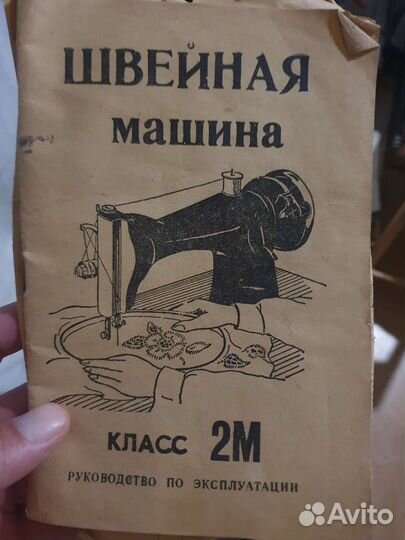 ШВЕЙНАЯ
машина
КЛАСС 2М
РУКОВОДСТВО ПО ЭКСПЛУАТАЦИИ
Avito